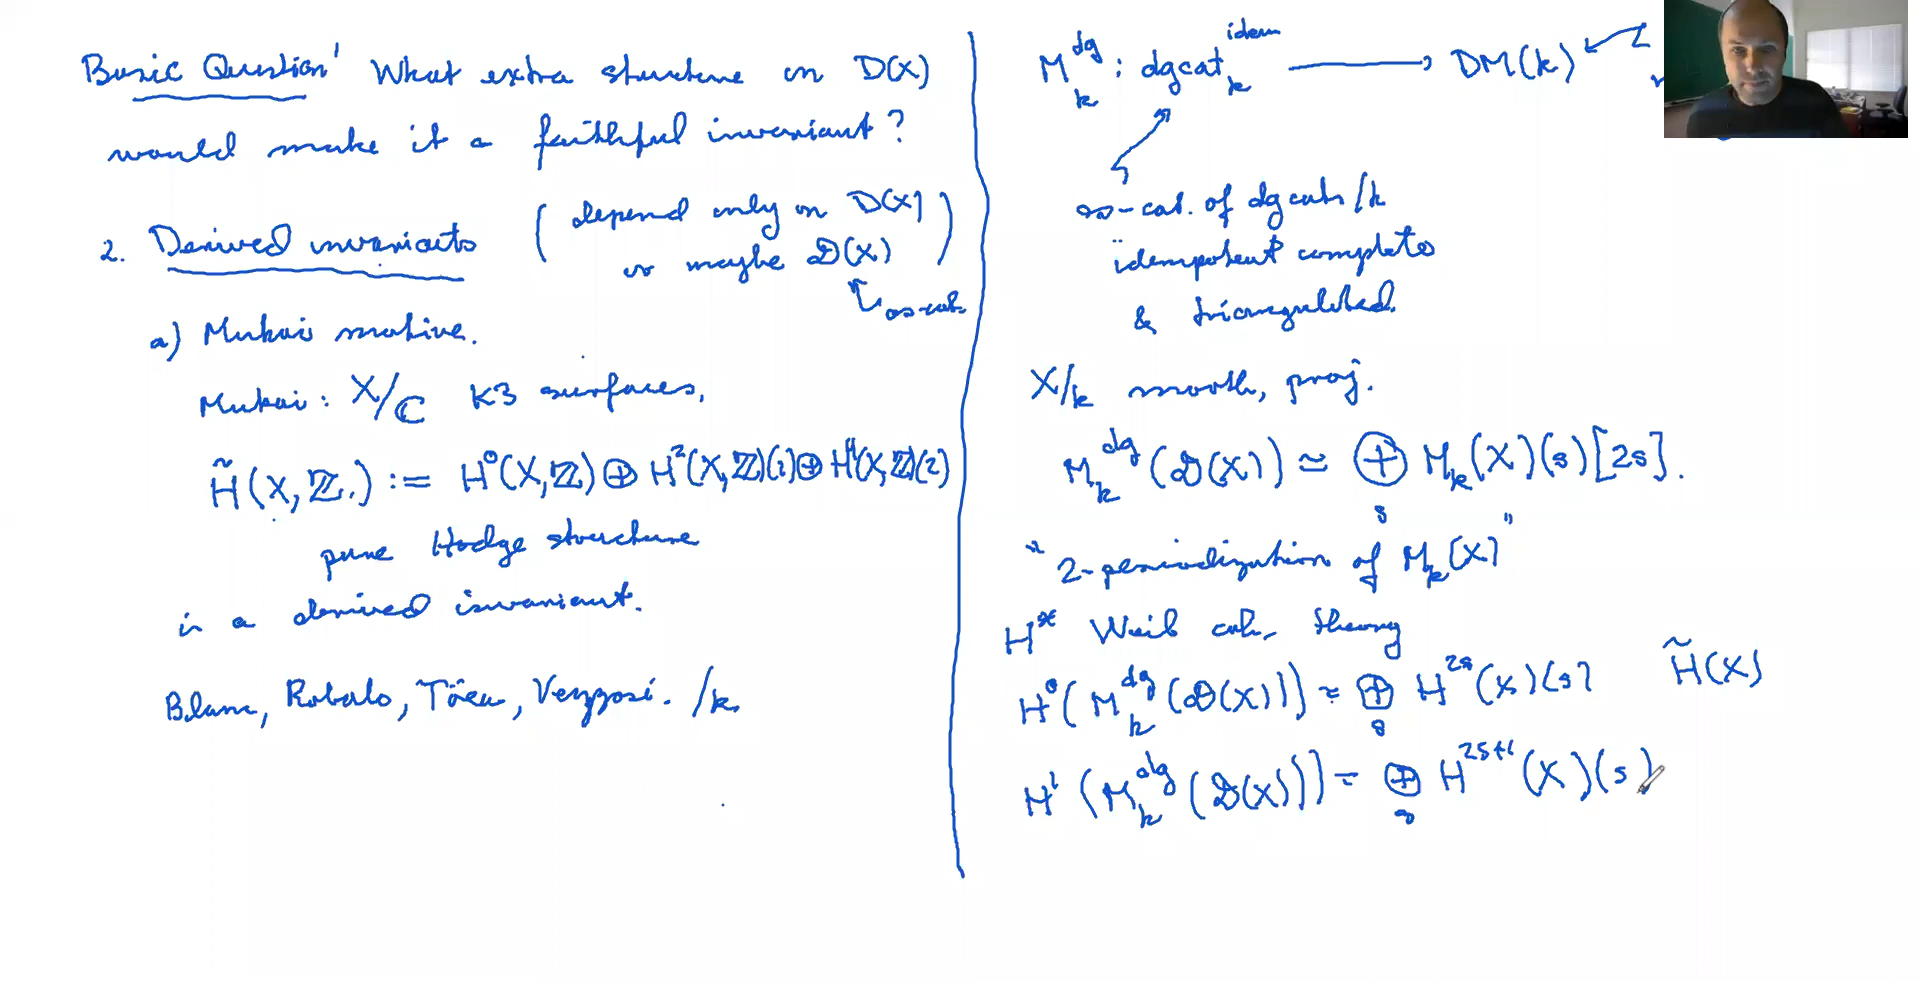 Basic Question: What extra structure on D(X)
would make it a faithful invariant?
2. Derived invariants (depend only on D(X)
or maybe 𝒟(X))
∞-cat.
a) Mukai motive.
Mukai: X/ℂ K3 surfaces,
H̃(X,ℤ) := H⁰(X,ℤ) ⊕ H²(X,ℤ)(1) ⊕ H⁴(X,ℤ)(2)
pure Hodge structure
is a derived invariant.
Blanc, Robalo, Töen, Vezzosi. /k
M_k^{dg} : dgcat_k^{idem} ⟶ DM(k)
∞-cat. of dg cats/k
idempotent complete
& triangulated.
X/k smooth, proj.
M_k^{dg}(𝒟(X)) ≃ ⊕_s M_k(X)(s)[2s].
"2-periodization of M_k(X)"
H* Weil coh. theory
H⁰(M_k^{dg}(𝒟(X))) ≃ ⊕_s H^{2s}(X)(s) H̃(X)
H¹(M_k^{dg}(𝒟(X))) = ⊕_s H^{2s+1}(X)(s)